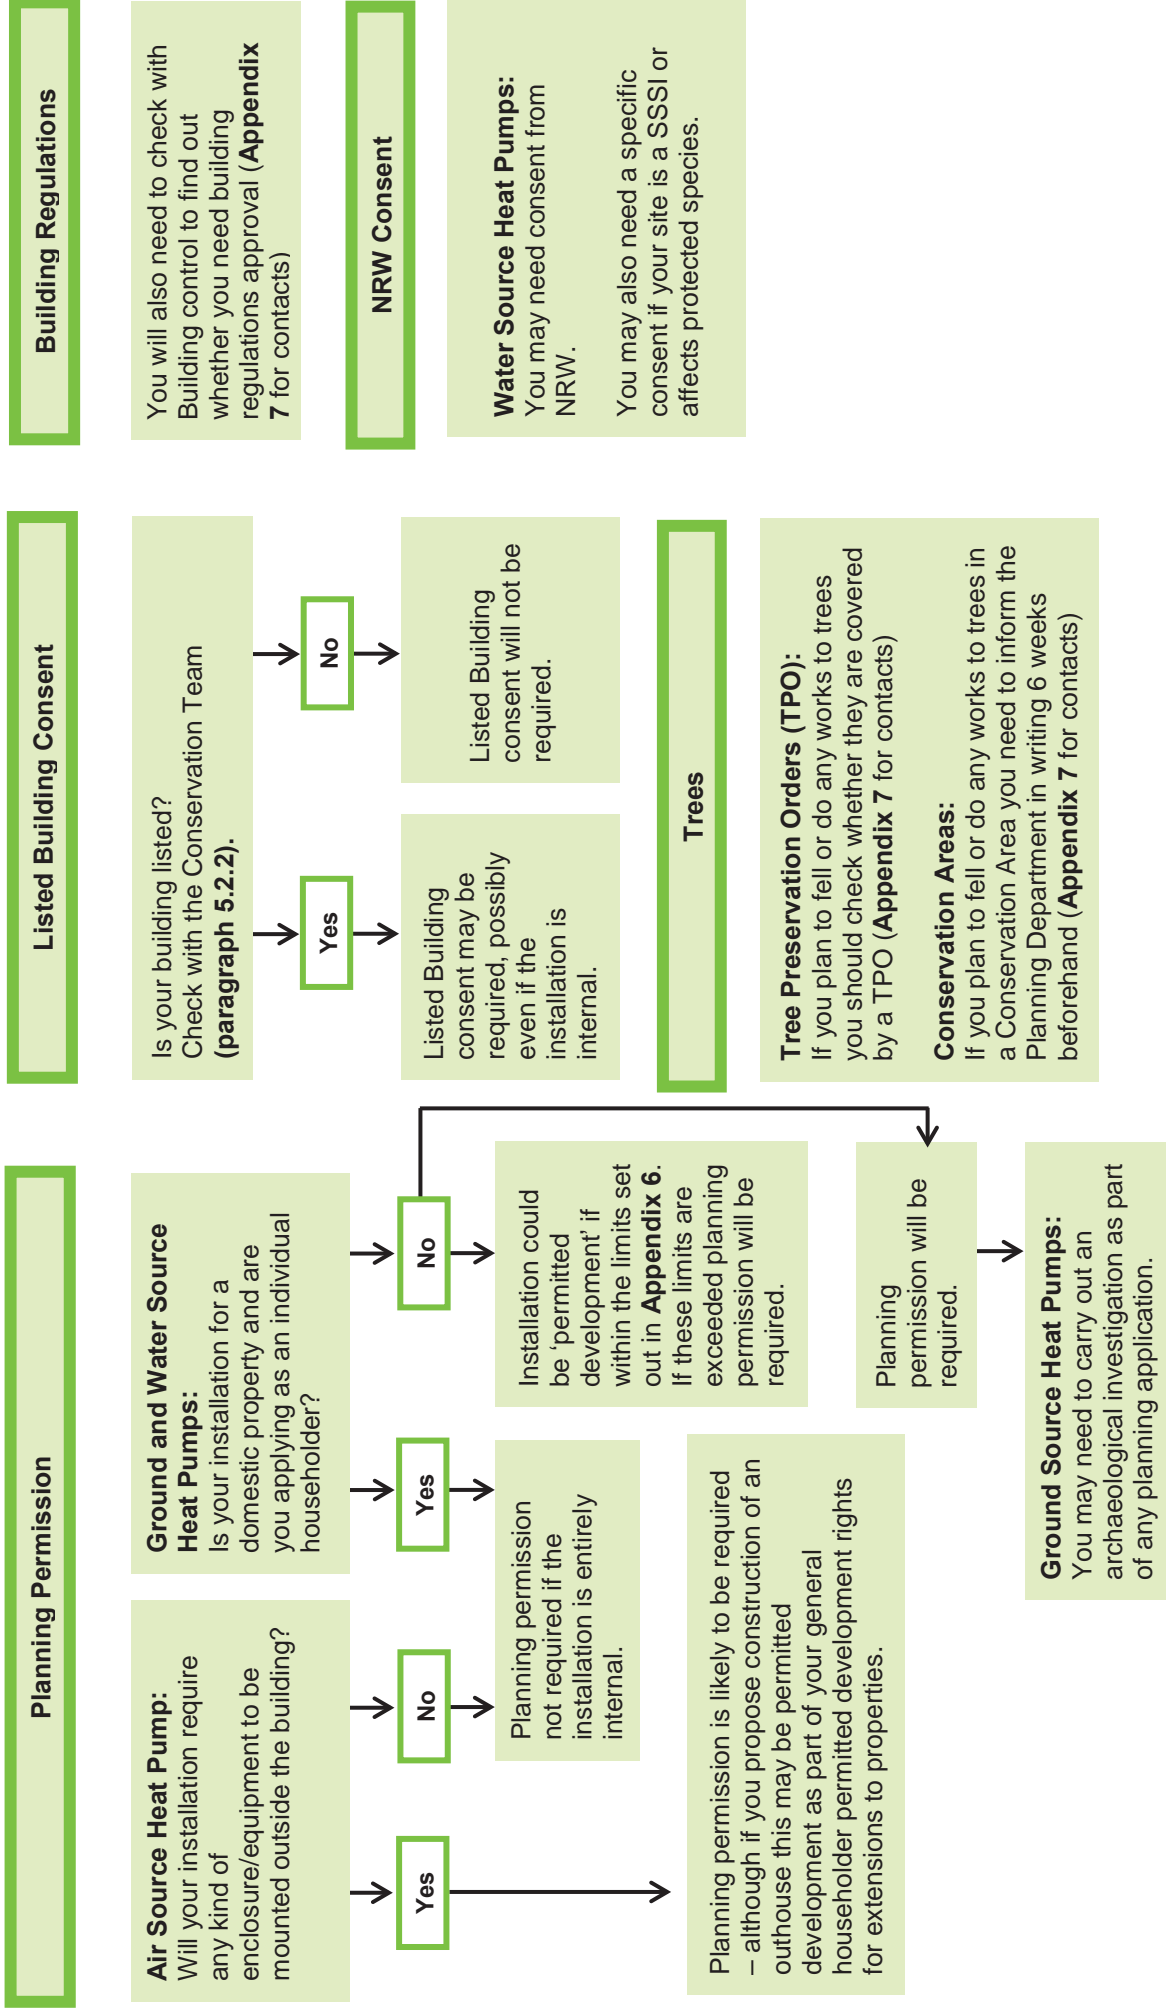 Planning Permission
Air Source Heat Pump:
Will your installation require
any kind of
enclosure/equipment to be
mounted outside the building?
Yes
No
Planning permission
not required if the
installation is entirely
internal.
Planning permission is likely to be required
– although if you propose construction of an
outhouse this may be permitted
development as part of your general
householder permitted development rights
for extensions to properties.
Ground and Water Source
Heat Pumps:
Is your installation for a
domestic property and are
you applying as an individual
householder?
Yes
No
Installation could
be ‘permitted
development’ if
within the limits set
out in Appendix 6.
If these limits are
exceeded planning
permission will be
required.
Planning
permission will be
required.
Ground Source Heat Pumps:
You may need to carry out an
archaeological investigation as part
of any planning application.
Listed Building Consent
Is your building listed?
Check with the Conservation Team
(paragraph 5.2.2).
Yes
No
Listed Building
consent may be
required, possibly
even if the
installation is
internal.
Listed Building
consent will not be
required.
Trees
Tree Preservation Orders (TPO):
If you plan to fell or do any works to trees
you should check whether they are covered
by a TPO (Appendix 7 for contacts)
Conservation Areas:
If you plan to fell or do any works to trees in
a Conservation Area you need to inform the
Planning Department in writing 6 weeks
beforehand (Appendix 7 for contacts)
Building Regulations
You will also need to check with
Building control to find out
whether you need building
regulations approval (Appendix
7 for contacts)
NRW Consent
Water Source Heat Pumps:
You may need consent from
NRW.
You may also need a specific
consent if your site is a SSSI or
affects protected species.